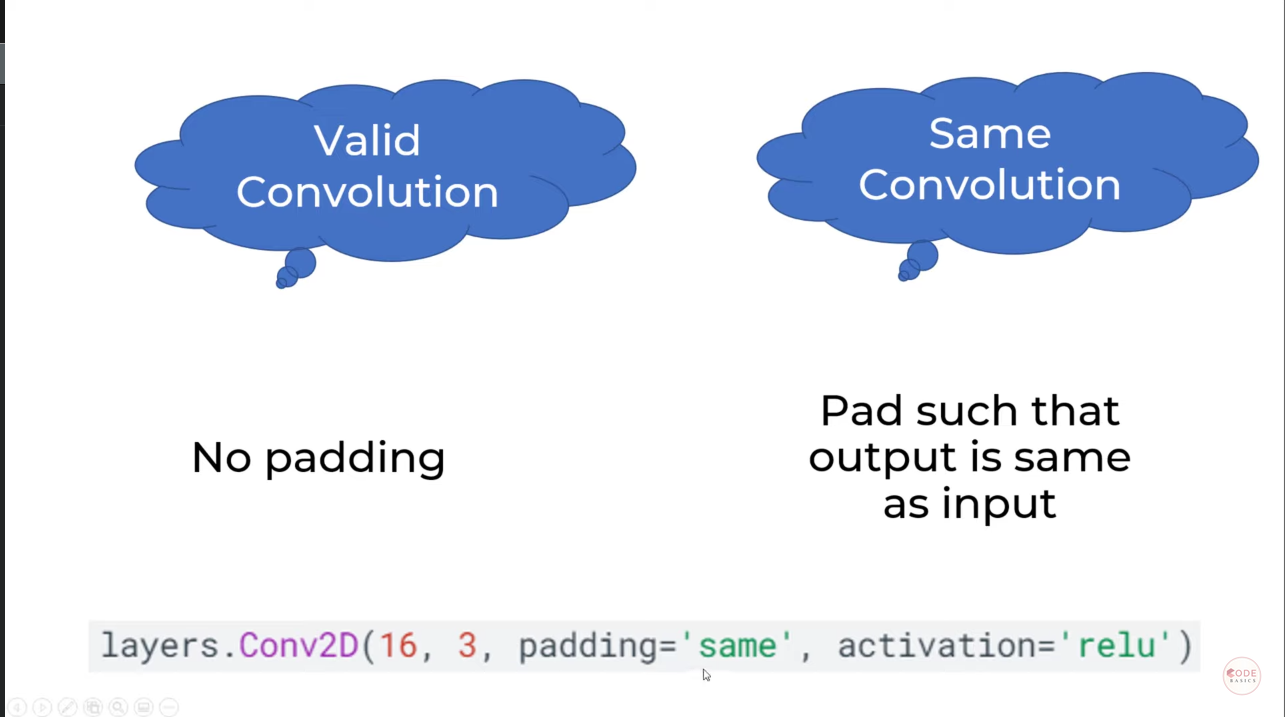 Valid
Convolution
Same
Convolution
No padding
Pad such that
output is same
as input
layers.Conv2D(16, 3, padding='same', activation='relu')
CODE
BASICS